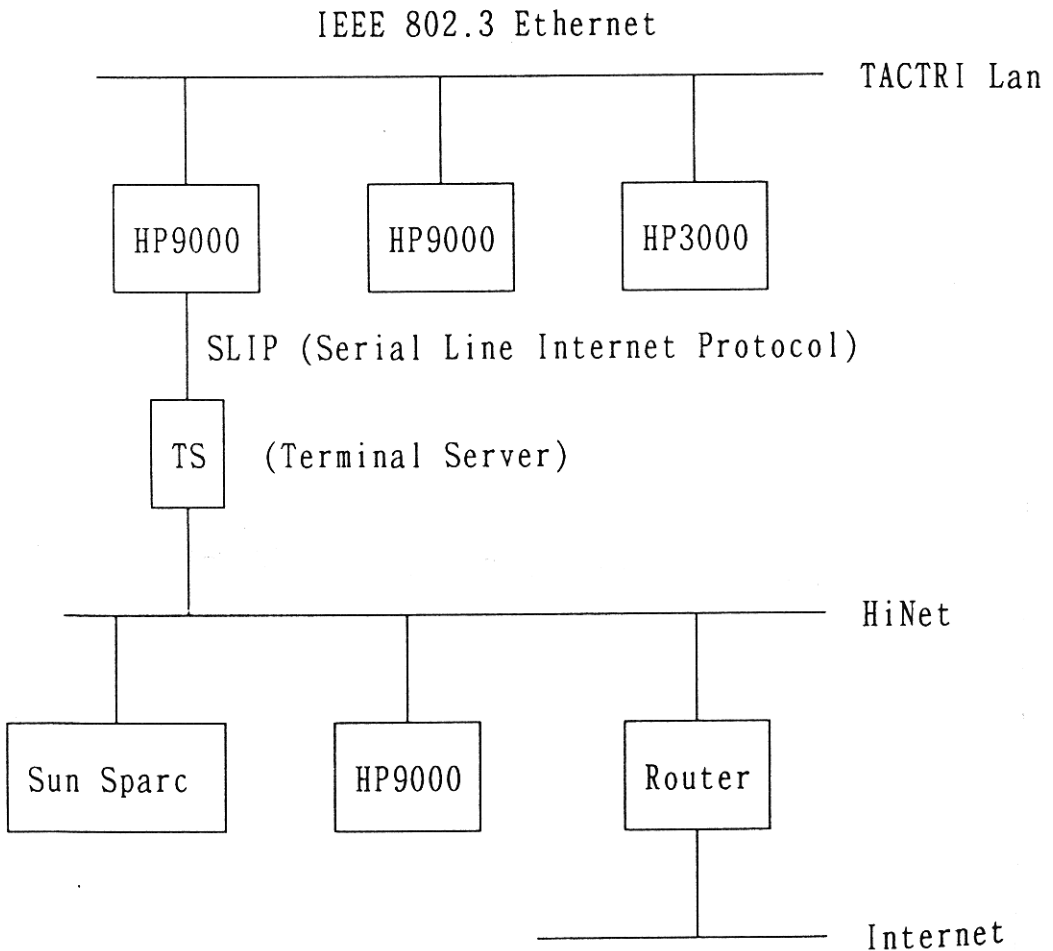 IEEE 802.3 Ethernet
TACTRI Lan
HP9000
HP9000
HP3000
SLIP (Serial Line Internet Protocol)
TS
(Terminal Server)
HiNet
Sun Sparc
HP9000
Router
Internet